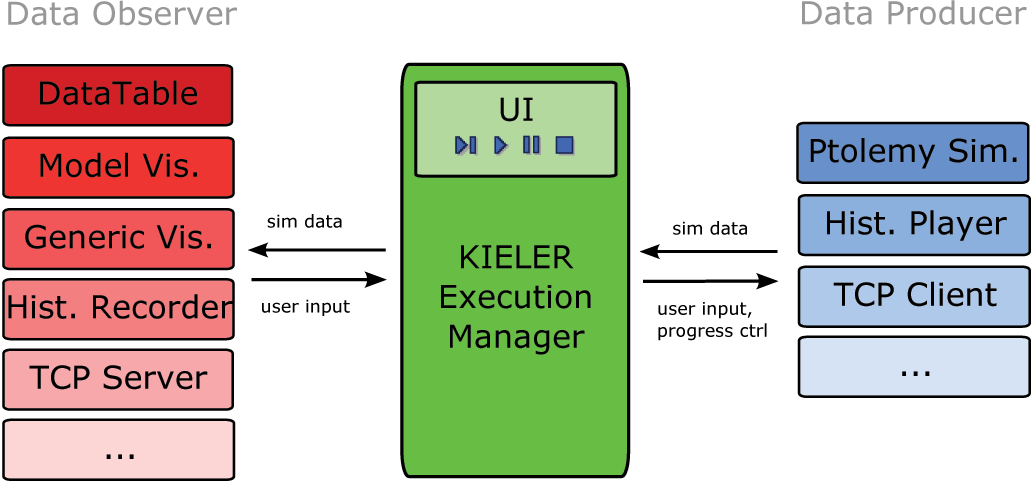 Data Observer
DataTable
Model Vis.
Generic Vis.
Hist. Recorder
TCP Server
...
sim data
user input
UI
KIELER
Execution
Manager
sim data
user input,
progress ctrl
Data Producer
Ptolemy Sim.
Hist. Player
TCP Client
...